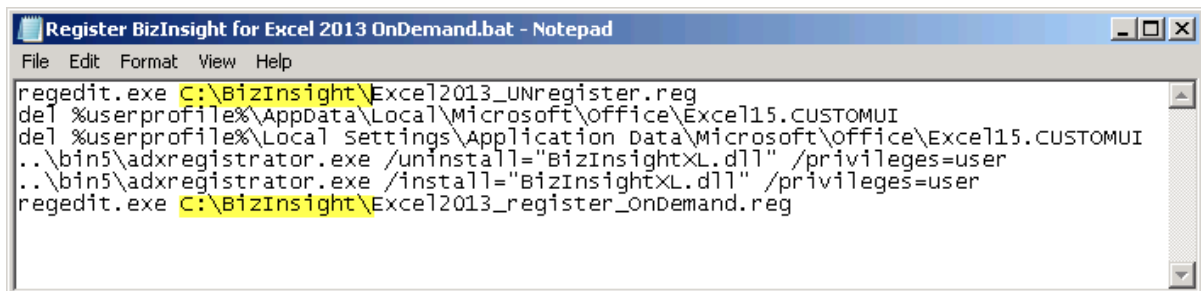 Register BizInsight for Excel 2013 OnDemand.bat - Notepad
File Edit Format View Help
regedit.exe C:\BizInsight\Excel2013_UNregister.reg
del %userprofile%\AppData\Local\Microsoft\Office\Excel15.CUSTOMUI
del %userprofile%\Local Settings\Application Data\Microsoft\Office\Excel15.CUSTOMUI
..\bin5\adxregistrator.exe /uninstall="BizInsightXL.dll" /privileges=user
..\bin5\adxregistrator.exe /install="BizInsightXL.dll" /privileges=user
regedit.exe C:\BizInsight\Excel2013_register_OnDemand.reg